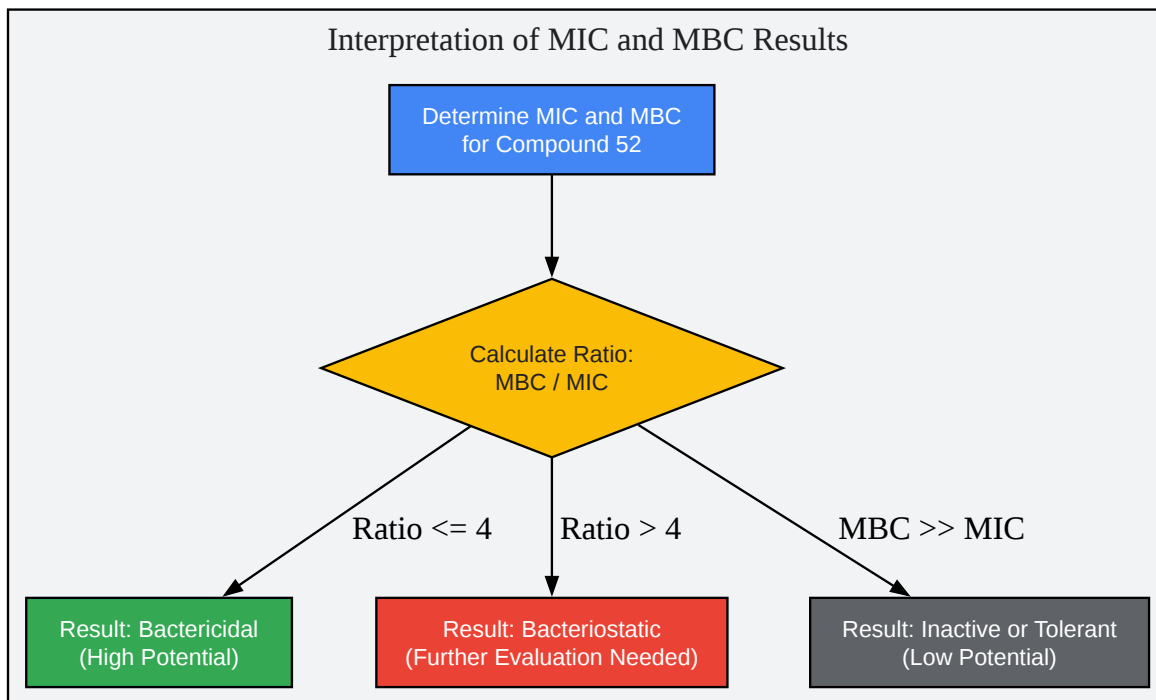 Interpretation of MIC and MBC Results
Determine MIC and MBC
for Compound 52
Calculate Ratio:
MBC / MIC
Ratio <= 4
Ratio > 4
MBC >> MIC
Result: Bactericidal
(High Potential)
Result: Bacteriostatic
(Further Evaluation Needed)
Result: Inactive or Tolerant
(Low Potential)